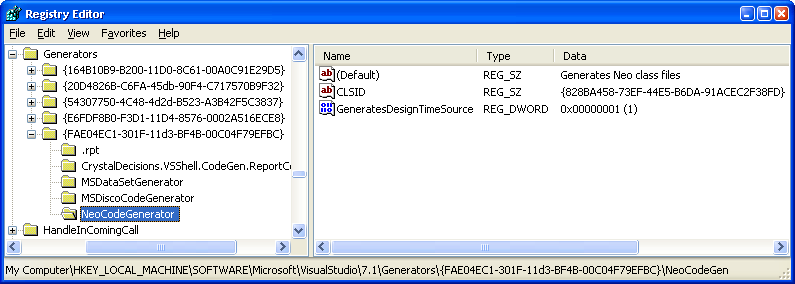 Registry Editor
File Edit View Favorites Help
Generators
{164B10B9-B200-11D0-8C61-00A0C91E29D5}
{20D4826B-C6FA-45db-90F4-C717570B9F32}
{54307750-4C48-4d2d-B523-A3B42F5C3837}
{E6FDF8B0-F3D1-11D4-8576-0002A516ECE8}
{FAE04EC1-301F-11d3-BF4B-00C04F79EFBC}
.rpt
CrystalDecisions.VSShell.CodeGen.ReportCo
MSDataSetGenerator
MSDiscoCodeGenerator
NeoCodeGenerator
HandleInComingCall
Name Type Data
ab (Default) REG_SZ Generates Neo class files
ab CLSID REG_SZ {828BA458-73EF-44E5-B6DA-91ACEC2F38FD}
GeneratesDesignTimeSource REG_DWORD 0x00000001 (1)
My Computer\HKEY_LOCAL_MACHINE\SOFTWARE\Microsoft\VisualStudio\7.1\Generators\{FAE04EC1-301F-11d3-BF4B-00C04F79EFBC}\NeoCodeGen